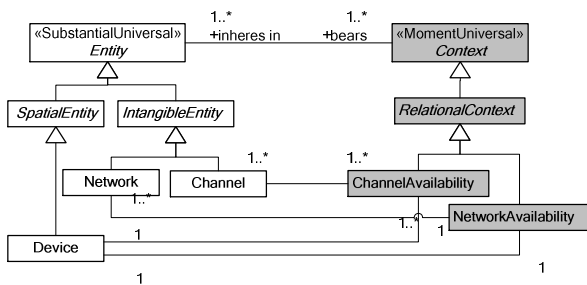 1..* 1..*
«SubstantialUniversal» «MomentUniversal»
Entity +inheres in +bears Context
SpatialEntity IntangibleEntity RelationalContext
1..* 1..*
Network Channel ChannelAvailability
1..*
1..* NetworkAvailability
1 1
Device
1 1